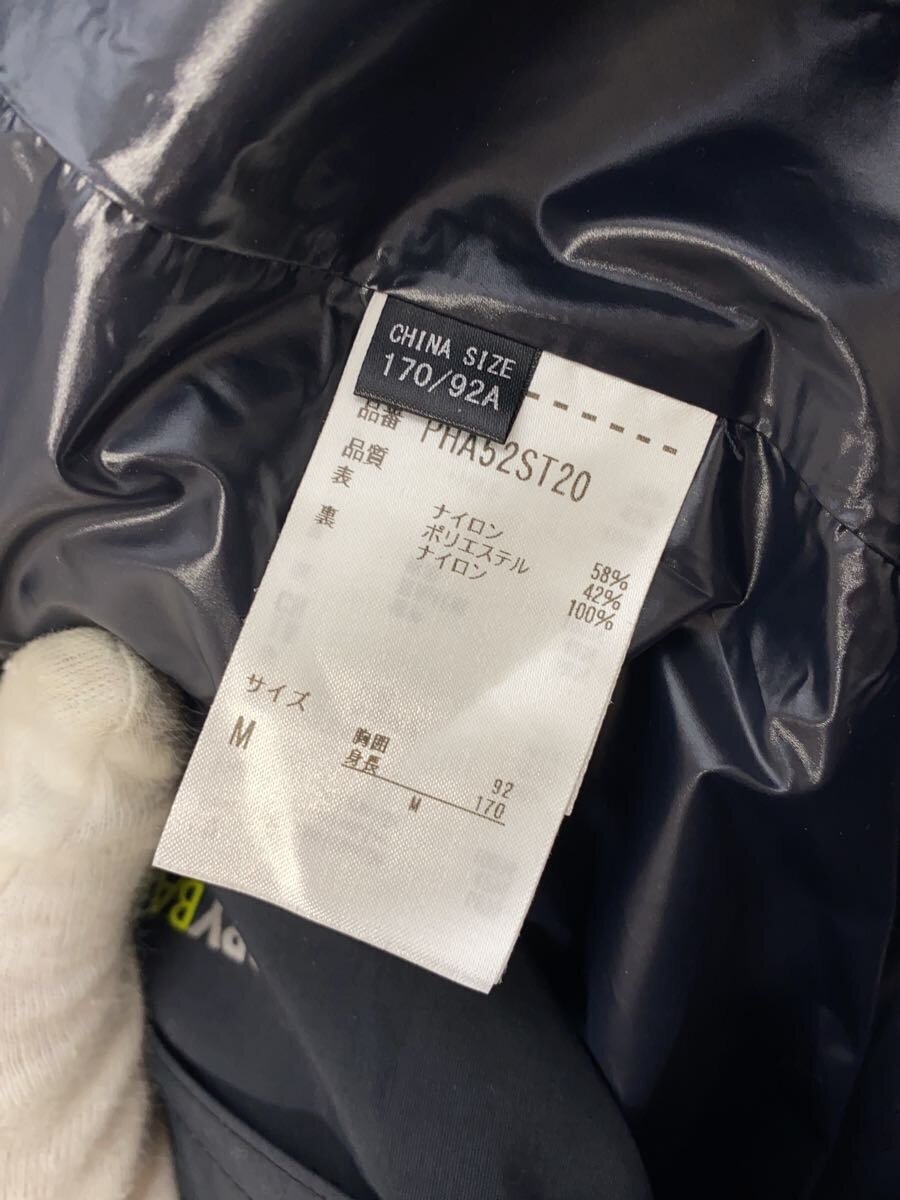 CHINA SIZE
170/92A
品番 PHA52ST20
品質
表 ナイロン 58%
ポリエステル 42%
裏 ナイロン 100%
サイズ
M
胸囲 92
身長 170
M